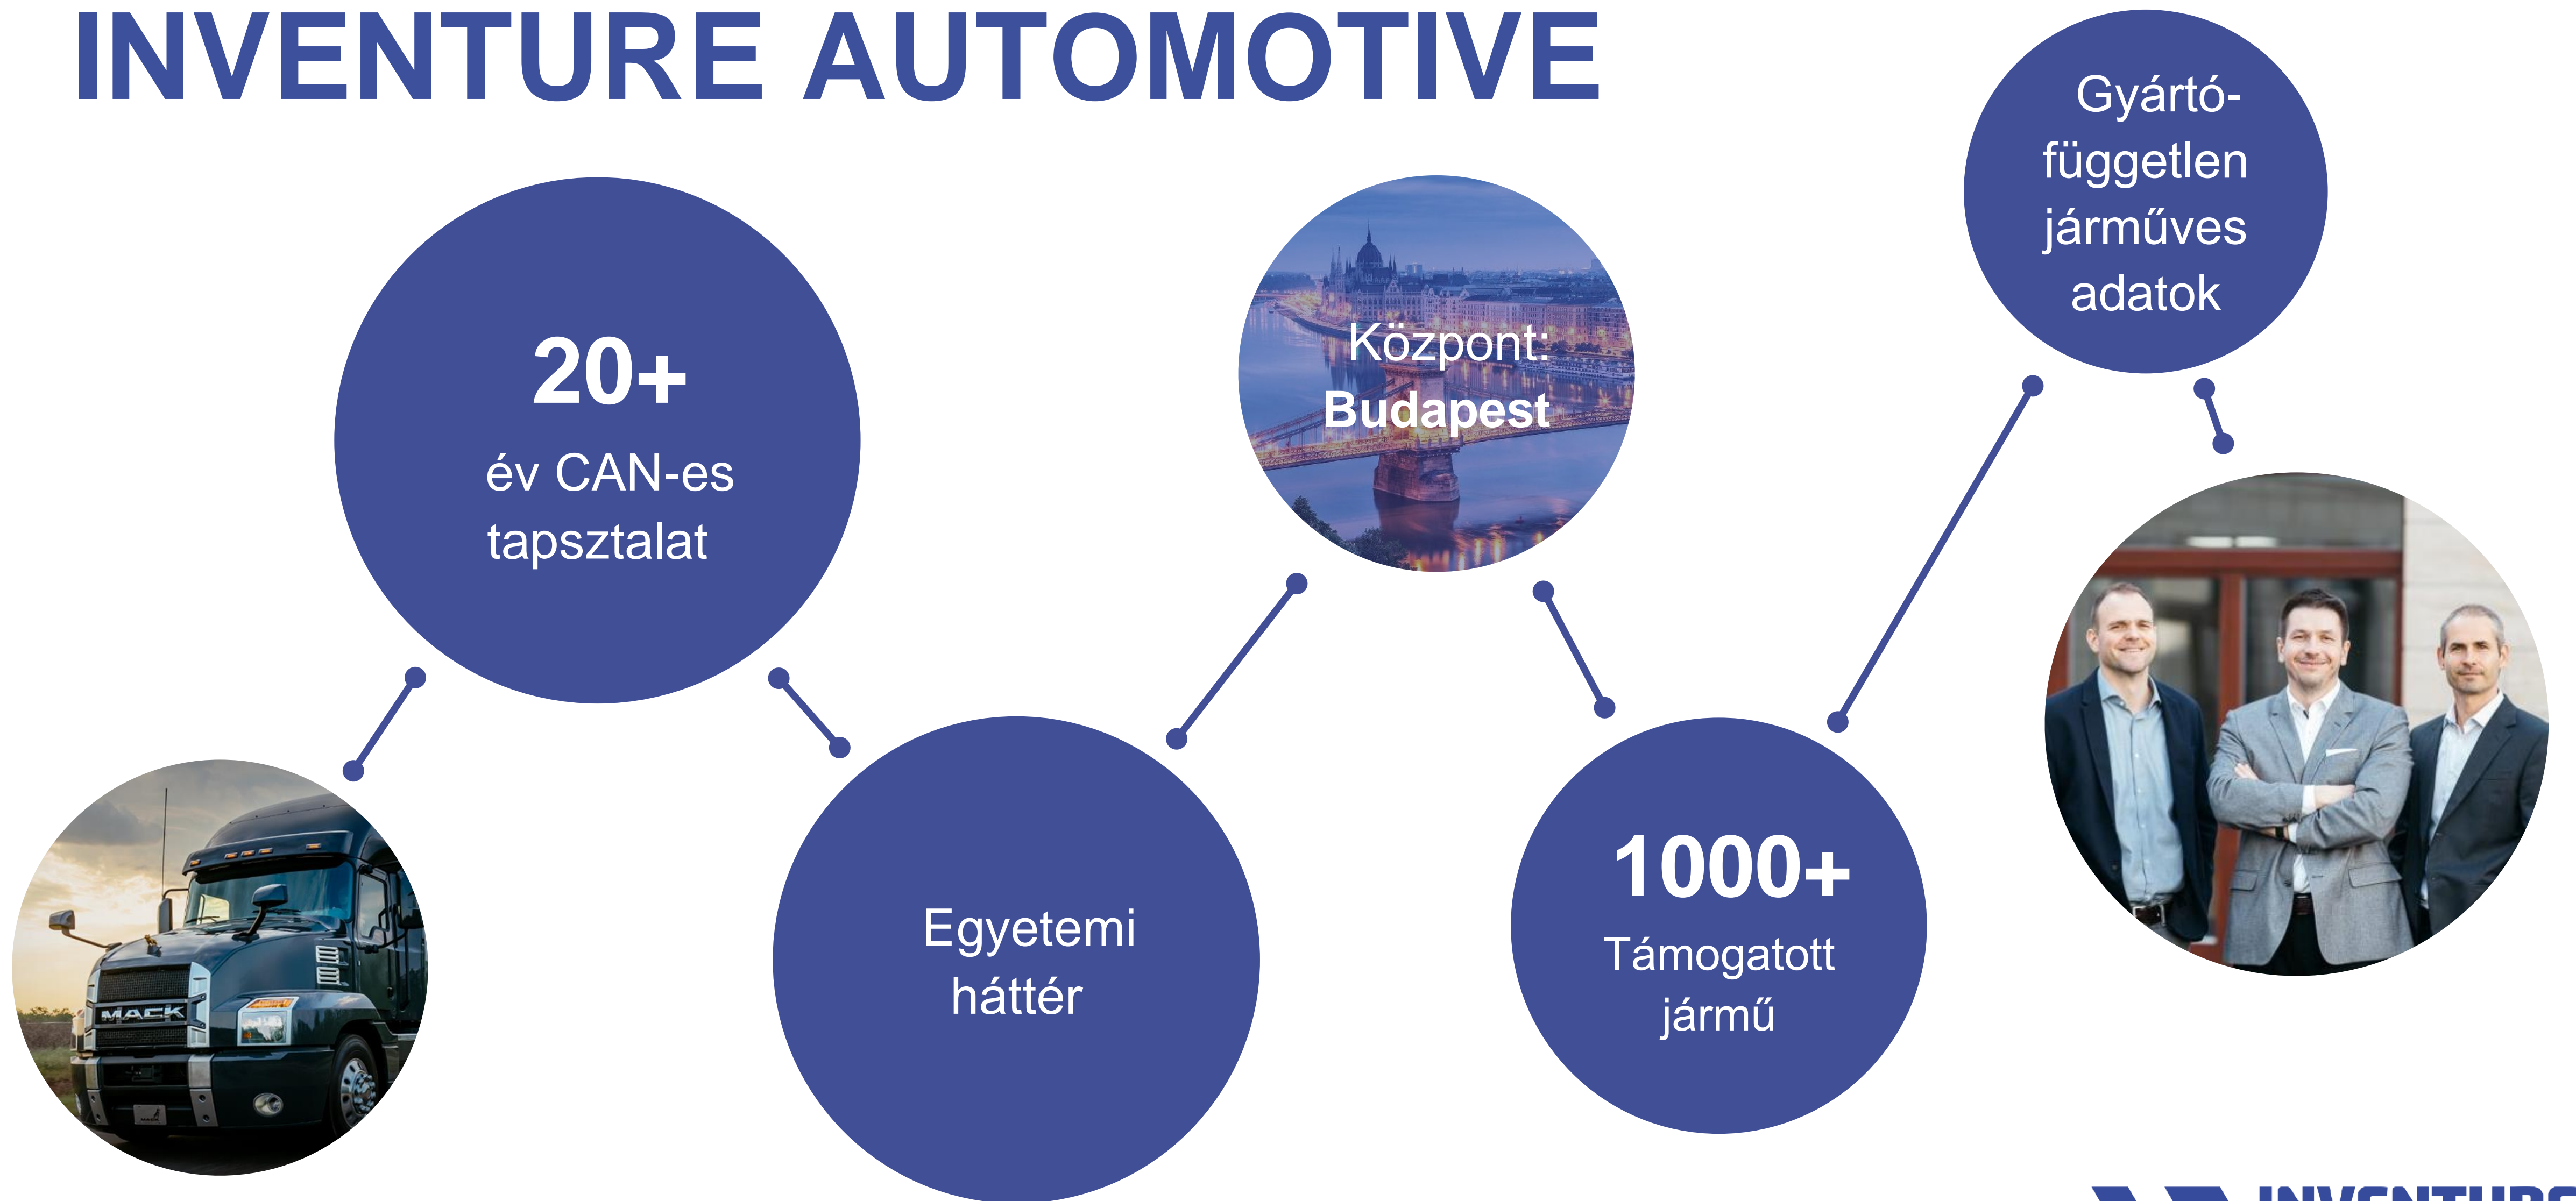 INVENTURE AUTOMOTIVE
20+
év CAN-es
tapsztalat
Egyetemi
háttér
Központ:
Budapest
1000+
Támogatott
jármű
Gyártó-
független
járműves
adatok
MACK
INVENTURE